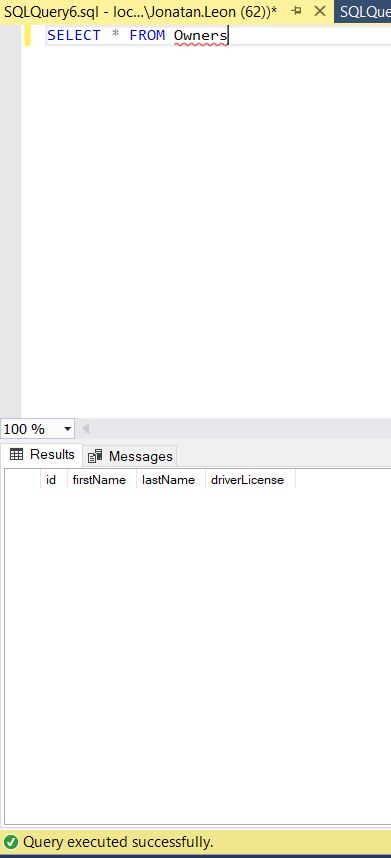 SQLQuery6.sql - loc...\Jonatan.Leon (62))* SQLQue
SELECT * FROM Owners
100 %
Results Messages
id firstName lastName driverLicense
Query executed successfully.